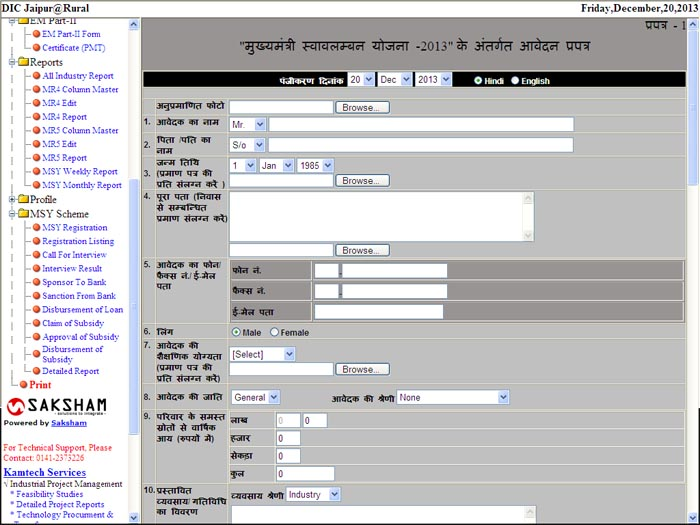 DIC Jaipur@Rural
Friday,December,20,2013
EM Part-II
EM Part-II Form
Certificate (PMT)
Reports
All Industry Report
MR4 Column Master
MR4 Edit
MR4 Report
MR5 Column Master
MR5 Edit
MR5 Report
MSY Weekly Report
MSY Monthly Report
Profile
MSY Scheme
MSY Registration
Registration Listing
Call For Interview
Interview Result
Sponsor To Bank
Sanction From Bank
Disbursement of Loan
Claim of Subsidy
Approval of Subsidy
Disbursement of
Subsidy
Detailed Report
Print
SAKSHAM
Powered by Saksham
For Technical Support, Please
Contact: 0141-2373226
Kamtech Services
√ Industrial Project Management
* Feasibility Studies
* Detailed Project Reports
* Technology Procument &
प्रपत्र - 1
"मुख्यमंत्री स्वावलम्बन योजना -2013" के अंतर्गत आवेदन प्रपत्र
पंजीकरण दिनांक 20 Dec 2013 Hindi English
अनुप्रमाणित फोटो Browse...
1. आवेदक का नाम Mr.
2. पिता /पति का
नाम S/o
3. जन्म तिथि
(प्रमाण पत्र की
प्रति संलग्न करे ) 1 Jan 1985
Browse...
4. पूरा पता (निवास
से सम्बन्धित
प्रमाण संलग्न करें)
Browse...
5. आवेदक का फोन/
फैक्स नं./ ई-मेल
पता
फोन नं. -
फैक्स नं. -
ई-मेल पता
6. लिंग Male Female
7. आवेदक की
शैक्षणिक योग्यता
(प्रमाण पत्र की
प्रति संलग्न करें) [Select]
Browse...
8. आवेदक की जाति General आवेदक की श्रेणी None
9. परिवार के समस्त
स्रोतों से वार्षिक
आय (रुपयों में)
लाख 0 0
हजार 0
सेकड़ा 0
कुल 0
10. प्रस्तावित
व्यवसाय/ गतिविधि
का विवरण
व्यवसाय श्रेणी Industry